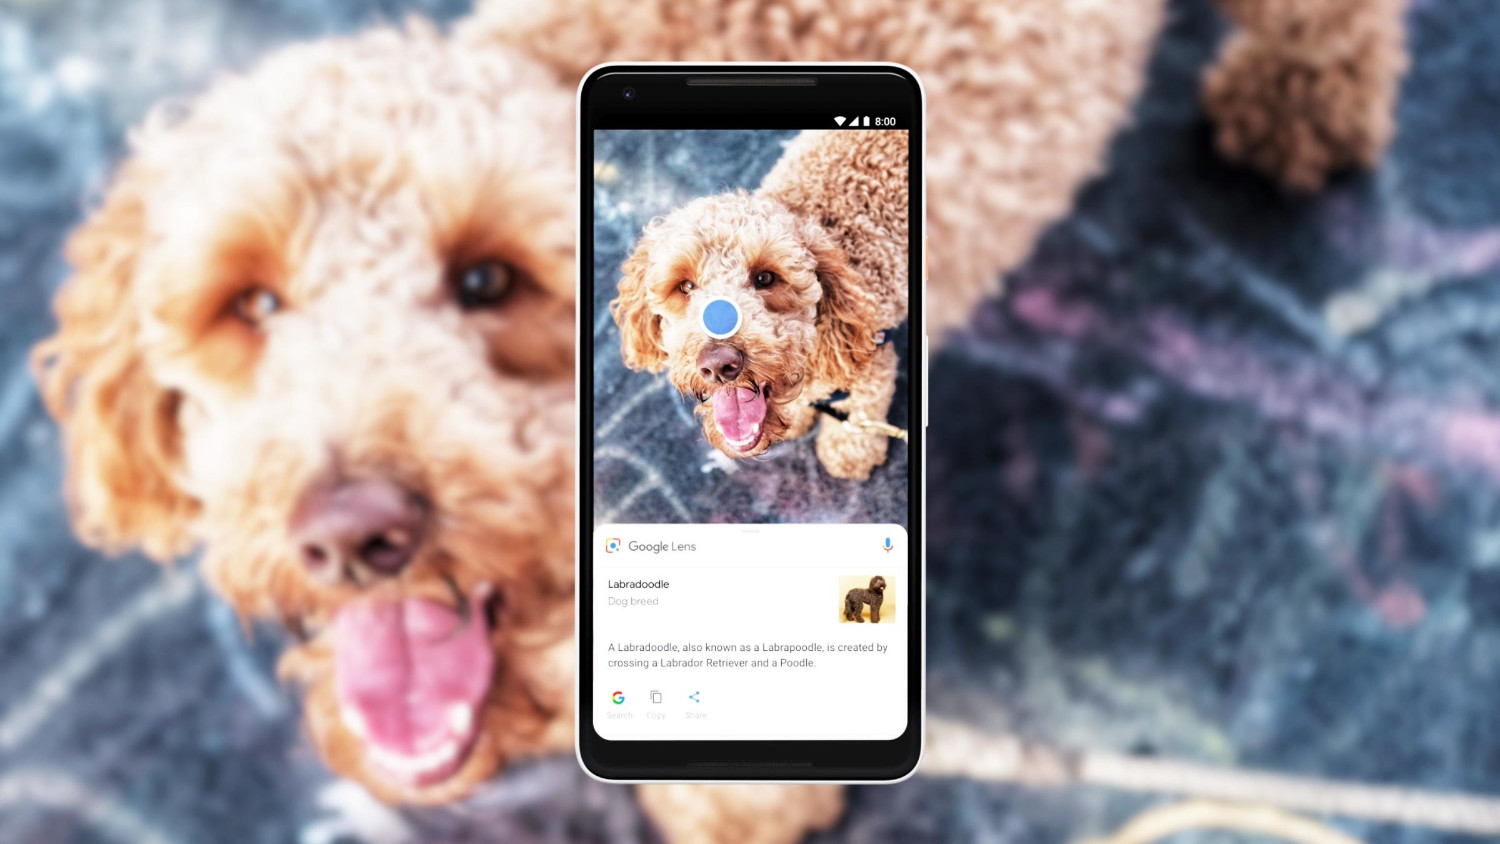 8:00
Google Lens
Labradoodle
Dog breed
A Labradoodle, also known as a Labrapoodle, is created by
crossing a Labrador Retriever and a Poodle.
Search Copy Share